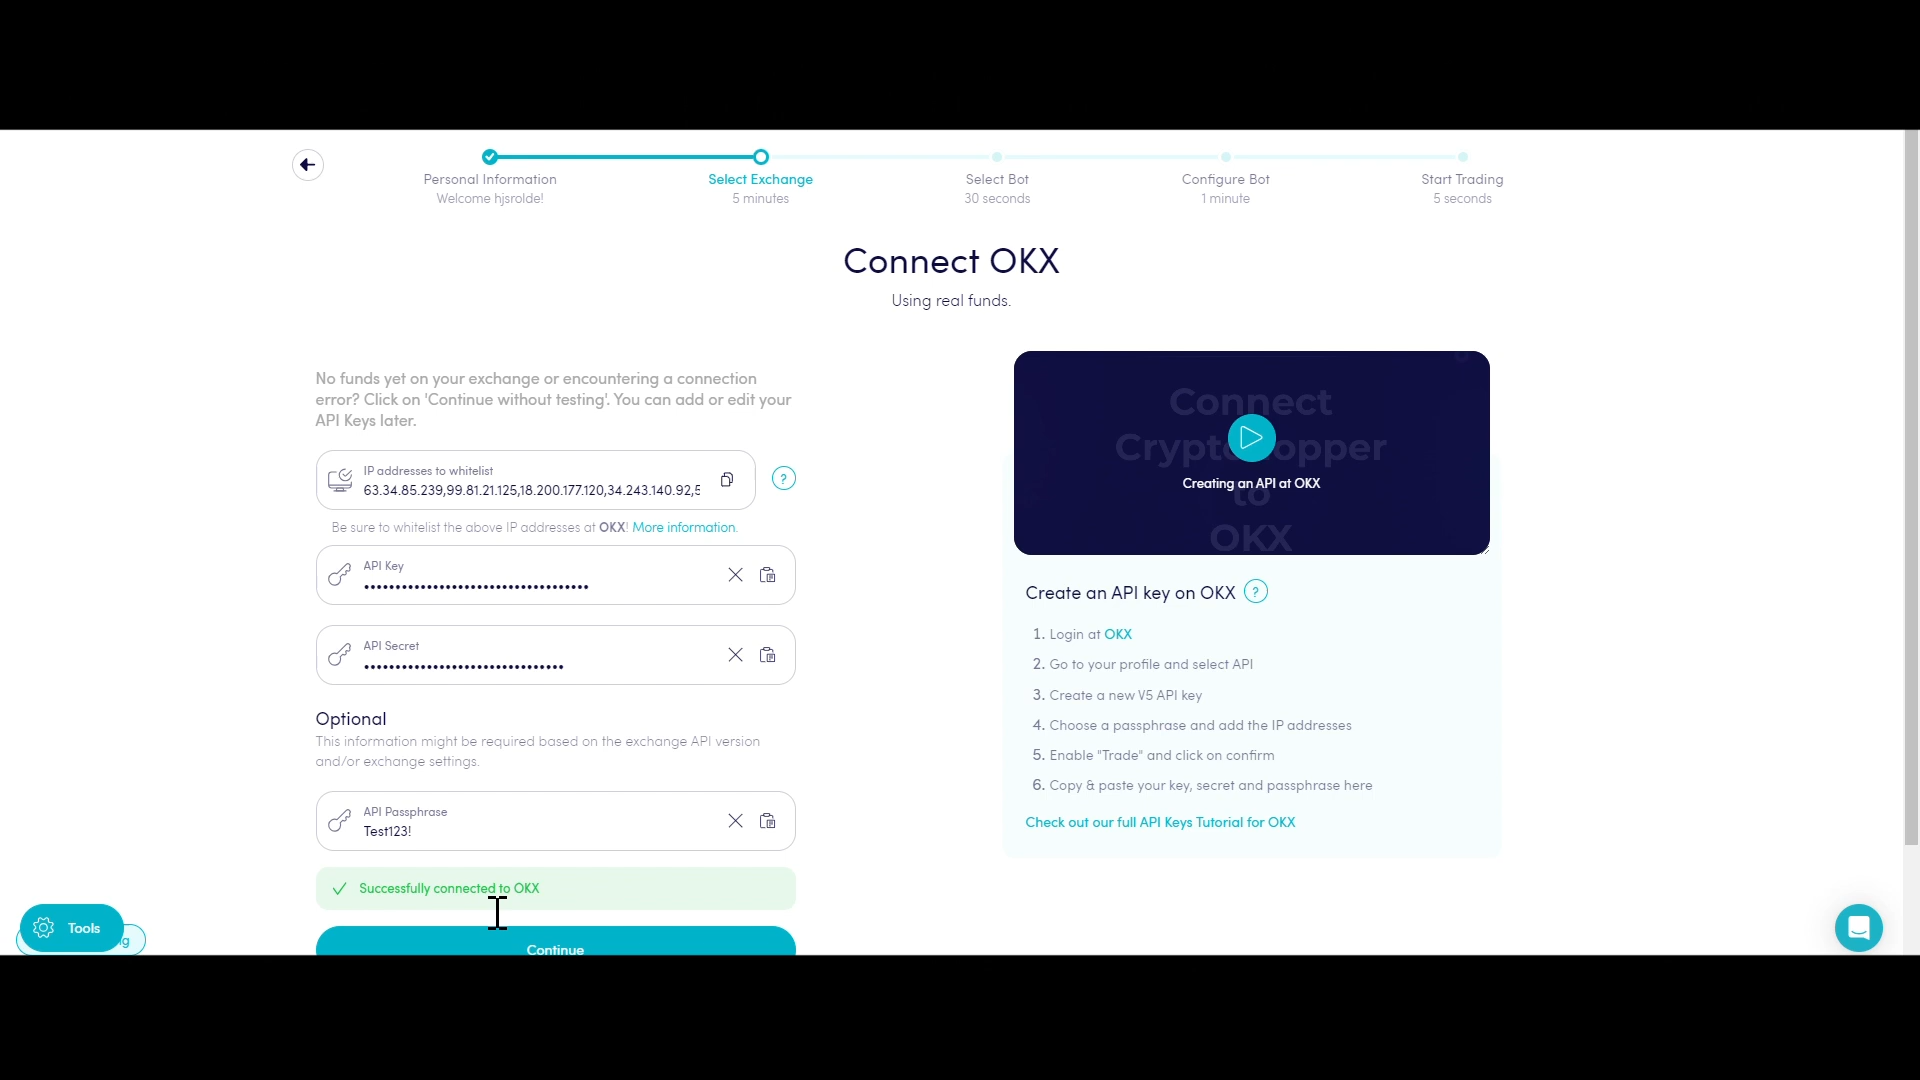 Personal Information
Welcome hjsrolde!
Select Exchange
5 minutes
Select Bot
30 seconds
Configure Bot
1 minute
Start Trading
5 seconds
Connect OKX
Using real funds.
No funds yet on your exchange or encountering a connection
error? Click on 'Continue without testing'. You can add or edit your
API Keys later.
IP addresses to whitelist
63.34.85.239,99.81.21.125,18.200.177.120,34.243.140.92,5
?
Be sure to whitelist the above IP addresses at OKX! More information.
API Key
API Secret
Optional
This information might be required based on the exchange API version
and/or exchange settings.
API Passphrase
Test123!
Successfully connected to OKX
Continue
Tools
Connect
to
OKX
Creating an API at OKX
Create an API key on OKX ?
1. Login at OKX
2. Go to your profile and select API
3. Create a new V5 API key
4. Choose a passphrase and add the IP addresses
5. Enable "Trade" and click on confirm
6. Copy & paste your key, secret and passphrase here
Check out our full API Keys Tutorial for OKX